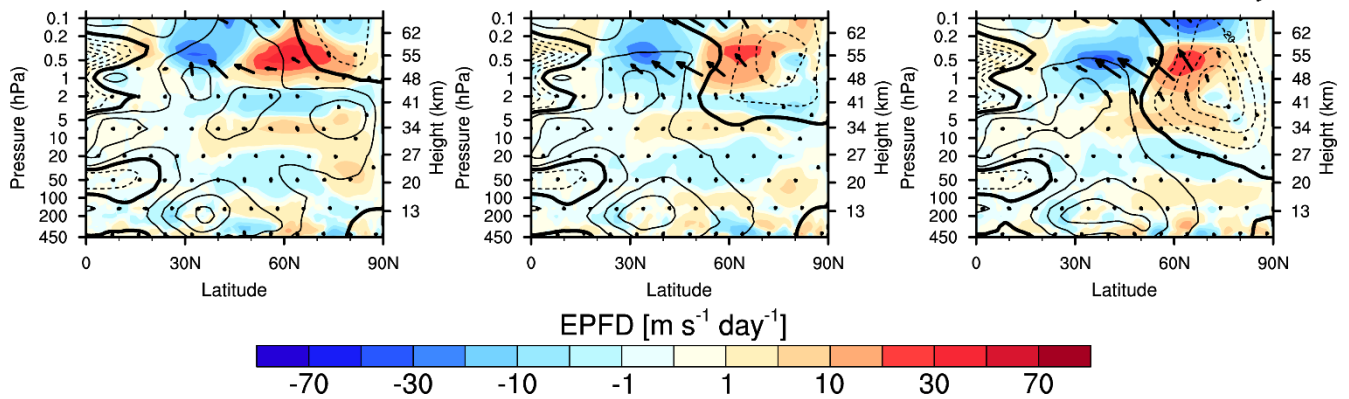 0.1 0.2 0.5 1 2 5 10 20 50 100 200 450
Pressure (hPa)
62 55 48 41 34 27 20 13
Height (km)
0 30N 60N 90N
Latitude
0.1 0.2 0.5 1 2 5 10 20 50 100 200 450
Pressure (hPa)
62 55 48 41 34 27 20 13
Height (km)
0 30N 60N 90N
Latitude
0.1 0.2 0.5 1 2 5 10 20 50 100 200 450
Pressure (hPa)
-20
62 55 48 41 34 27 20 13
Height (km)
0 30N 60N 90N
Latitude
EPFD [m s⁻¹ day⁻¹]
-70 -30 -10 -1 1 10 30 70